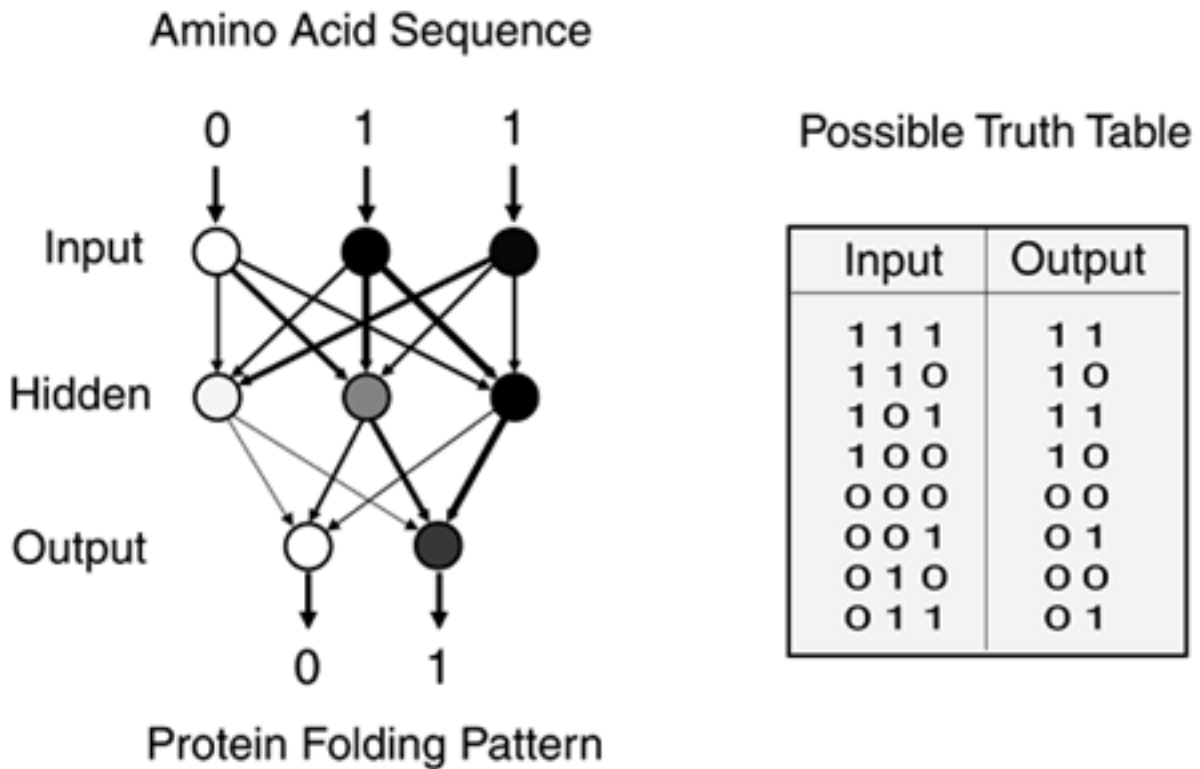 Amino Acid Sequence
0 1 1
Input
Hidden
Output
0 1
Protein Folding Pattern
Possible Truth Table
Input Output
1 1 1 1 1
1 1 0 1 0
1 0 1 1 1
1 0 0 1 0
0 0 0 0 0
0 0 1 0 1
0 1 0 0 0
0 1 1 0 1